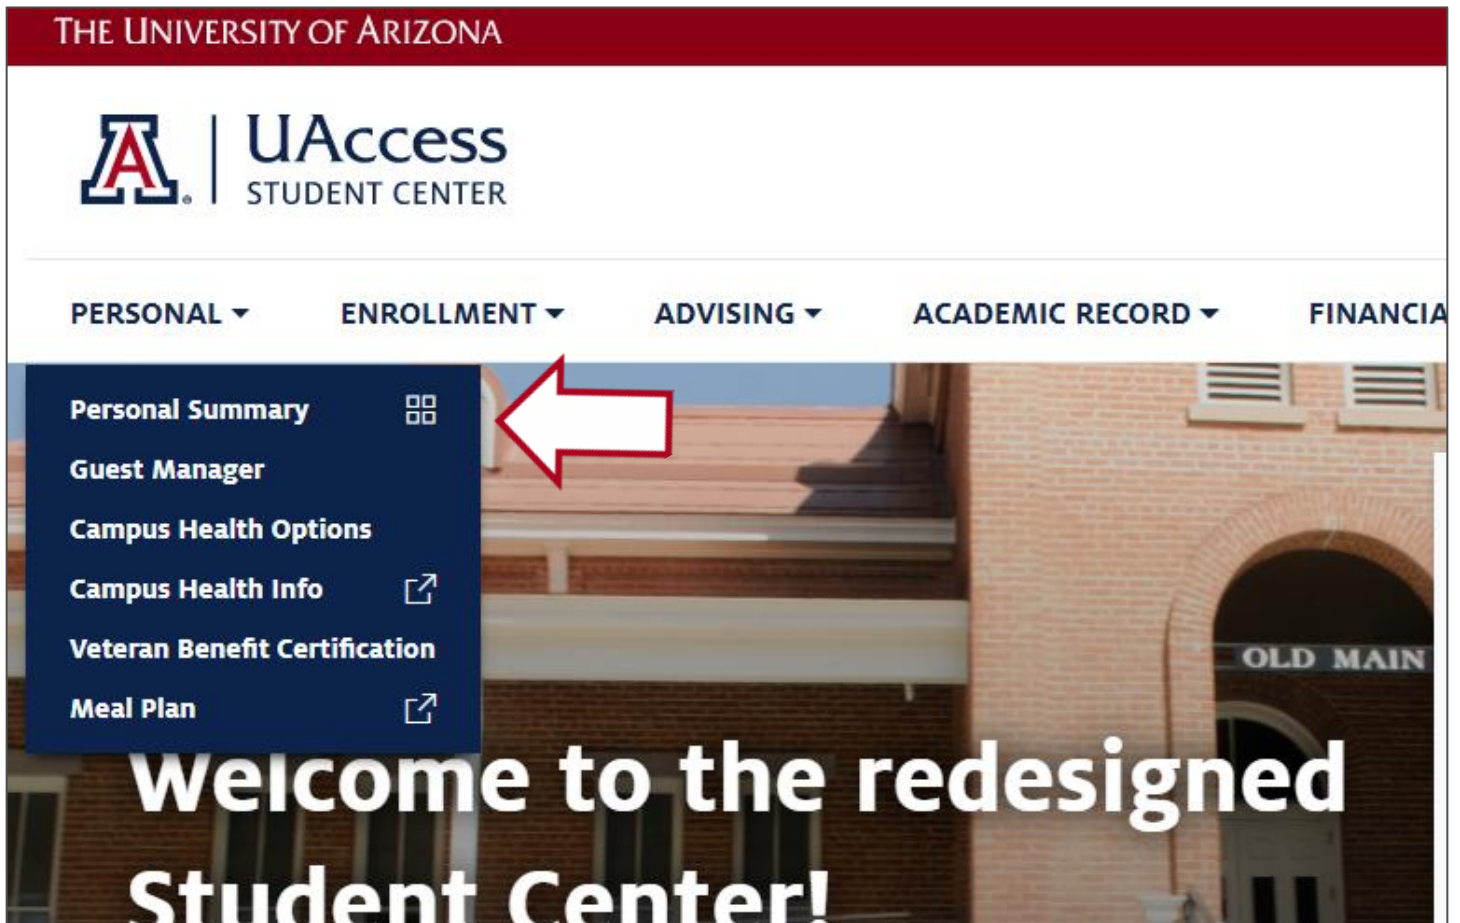 THE UNIVERSITY OF ARIZONA
A
UAccess
STUDENT CENTER
PERSONAL ENROLLMENT ADVISING ACADEMIC RECORD FINANCIA
Personal Summary
Guest Manager
Campus Health Options
Campus Health Info
Veteran Benefit Certification
Meal Plan
OLD MAIN
Welcome to the redesigned
Student Center!